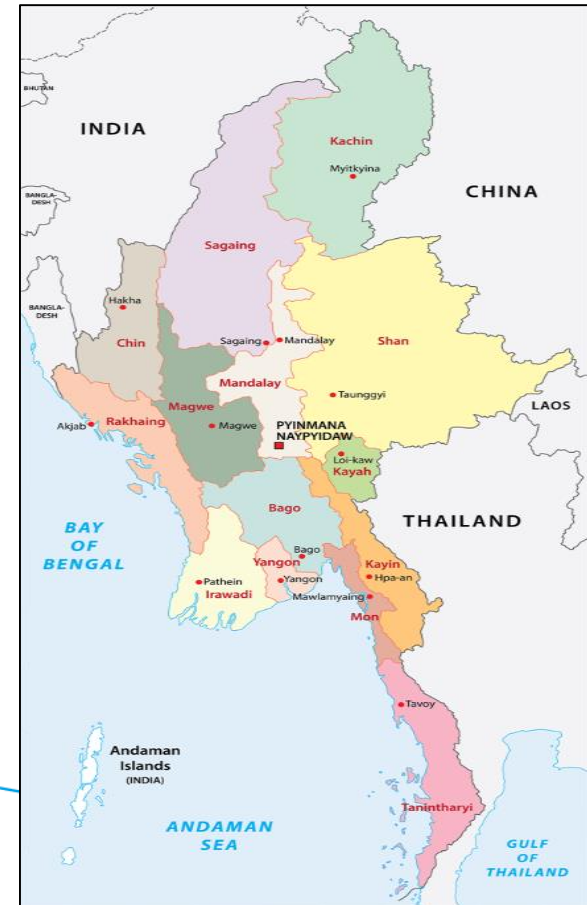 BHUTAN
INDIA
Kachin
Myitkyina
CHINA
BANGLA-
DESH
Sagaing
Hakha
BANGLA-
DESH
Chin
Sagaing
Mandalay
Shan
Mandalay
Taunggyi
LAOS
Magwe
Rakhaing
Akjab
Magwe
PYINMANA
NAYPYIDAW
Loi-kaw
Kayah
Bago
THAILAND
BAY
OF
BENGAL
Bago
Yangon
Kayin
Pathein
Yangon
Hpa-an
Irawadi
Mawlamyaing
Mon
Tavoy
Andaman
Islands
(INDIA)
Tanintharyi
ANDAMAN
SEA
GULF
OF
THAILAND